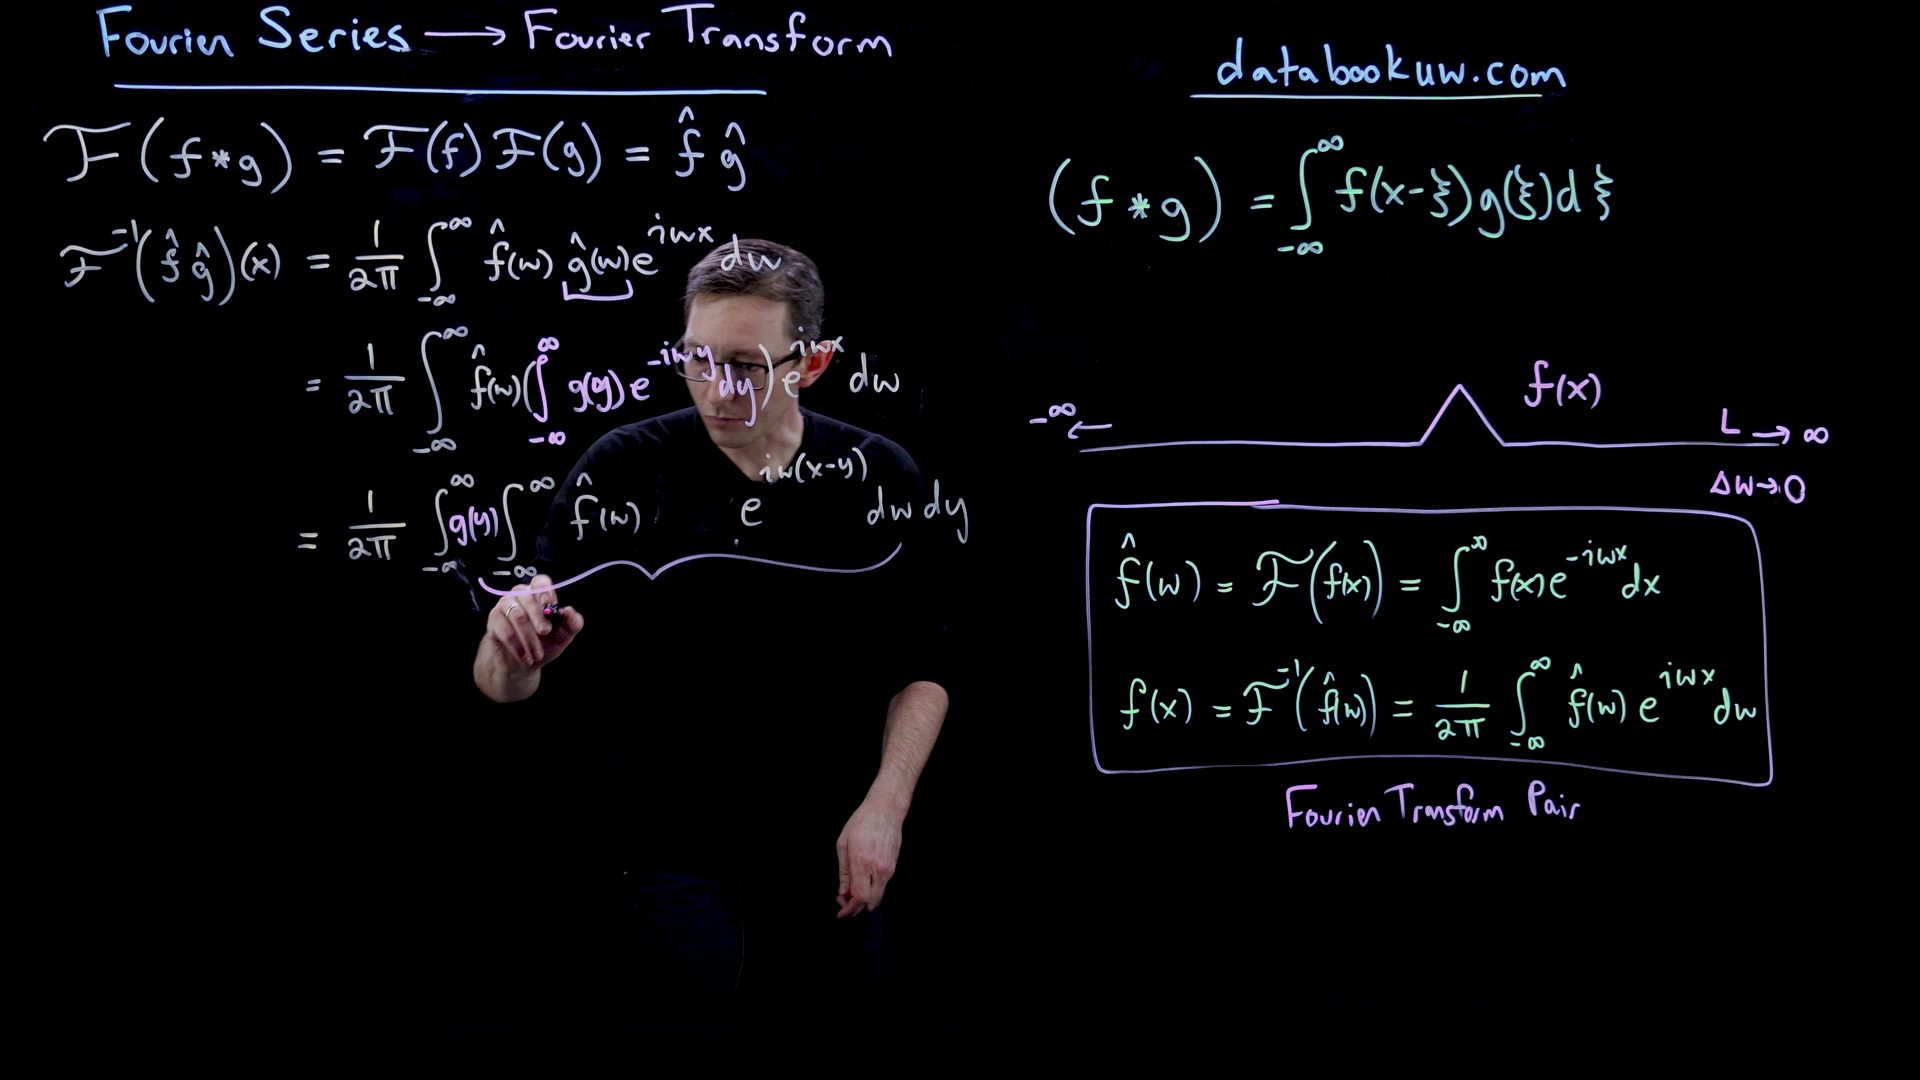 Fourier Series → Fourier Transform
F(f*g) = F(f) F(g) = f̂ ĝ
F⁻¹(f̂ ĝ)(x) = 1/2π ∫_{-∞}^{∞} f̂(w) ĝ(w) e^{iwx} dw
= 1/2π ∫_{-∞}^{∞} f̂(w) (∫_{-∞}^{∞} g(y) e^{-iwy} dy) e^{iwx} dw
= 1/2π ∫_{-∞}^{∞} g(y) ∫_{-∞}^{∞} f̂(w) e^{iw(x-y)} dw dy
databookuw.com
(f*g) = ∫_{-∞}^{∞} f(x-ξ) g(ξ) dξ
f(x)
-∞ ← L → ∞
Δw→0
f̂(w) = F(f(x)) = ∫_{-∞}^{∞} f(x) e^{-iwx} dx
f(x) = F⁻¹(f̂(w)) = 1/2π ∫_{-∞}^{∞} f̂(w) e^{iwx} dw
Fourier Transform Pair